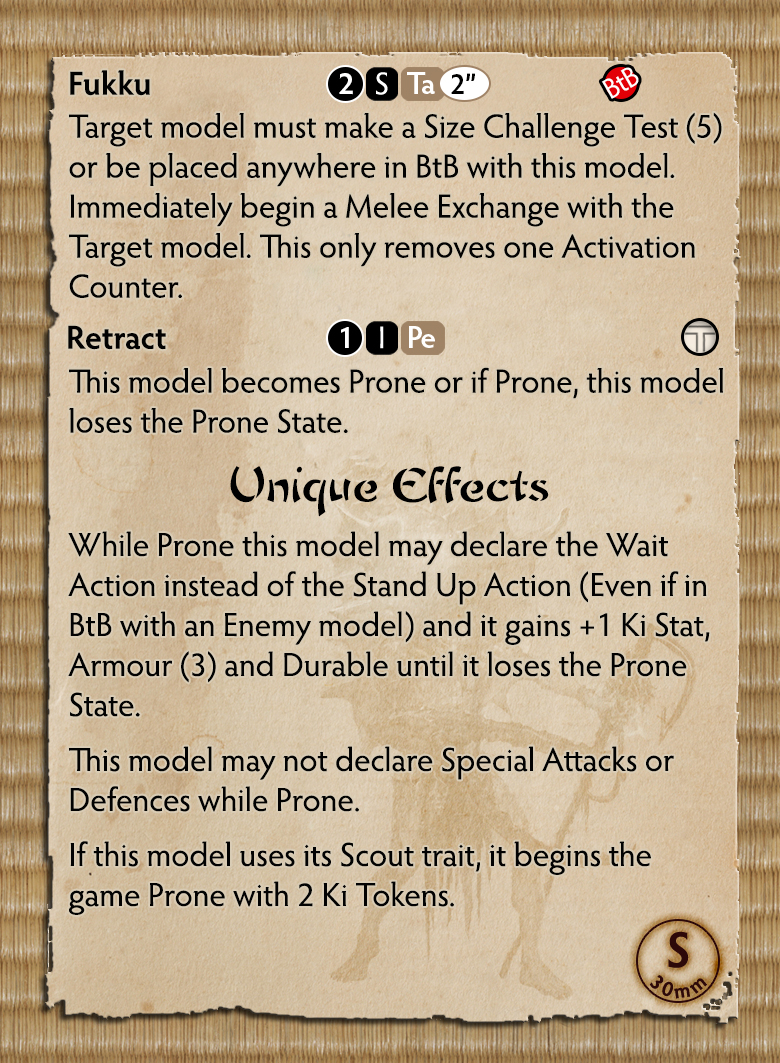 Fukku 2 S Ta 2" BtB
Target model must make a Size Challenge Test (5)
or be placed anywhere in BtB with this model.
Immediately begin a Melee Exchange with the
Target model. This only removes one Activation
Counter.
Retract 1 I Pe T
This model becomes Prone or if Prone, this model
loses the Prone State.
Unique Effects
While Prone this model may declare the Wait
Action instead of the Stand Up Action (Even if in
BtB with an Enemy model) and it gains +1 Ki Stat,
Armour (3) and Durable until it loses the Prone
State.
This model may not declare Special Attacks or
Defences while Prone.
If this model uses its Scout trait, it begins the
game Prone with 2 Ki Tokens.
S
30mm